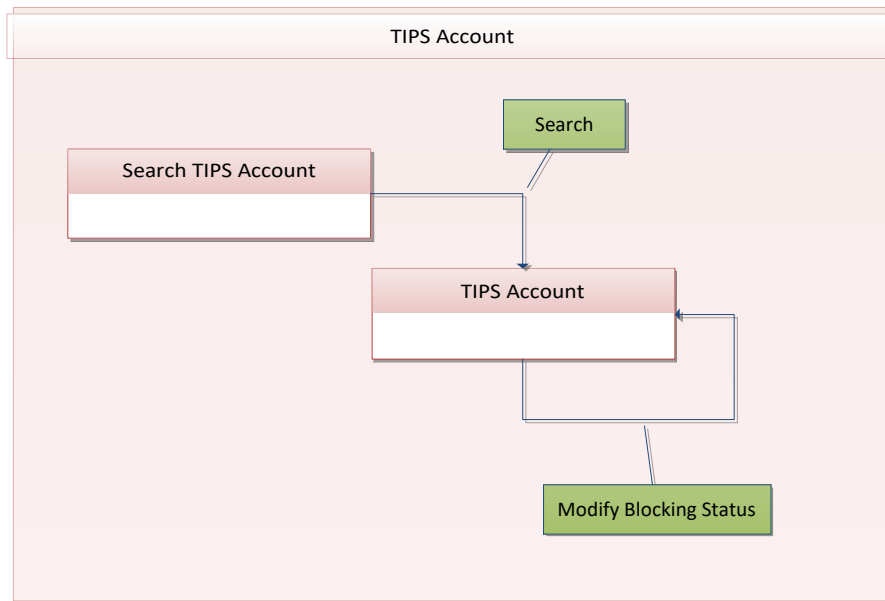 TIPS Account
Search
Search TIPS Account
TIPS Account
Modify Blocking Status